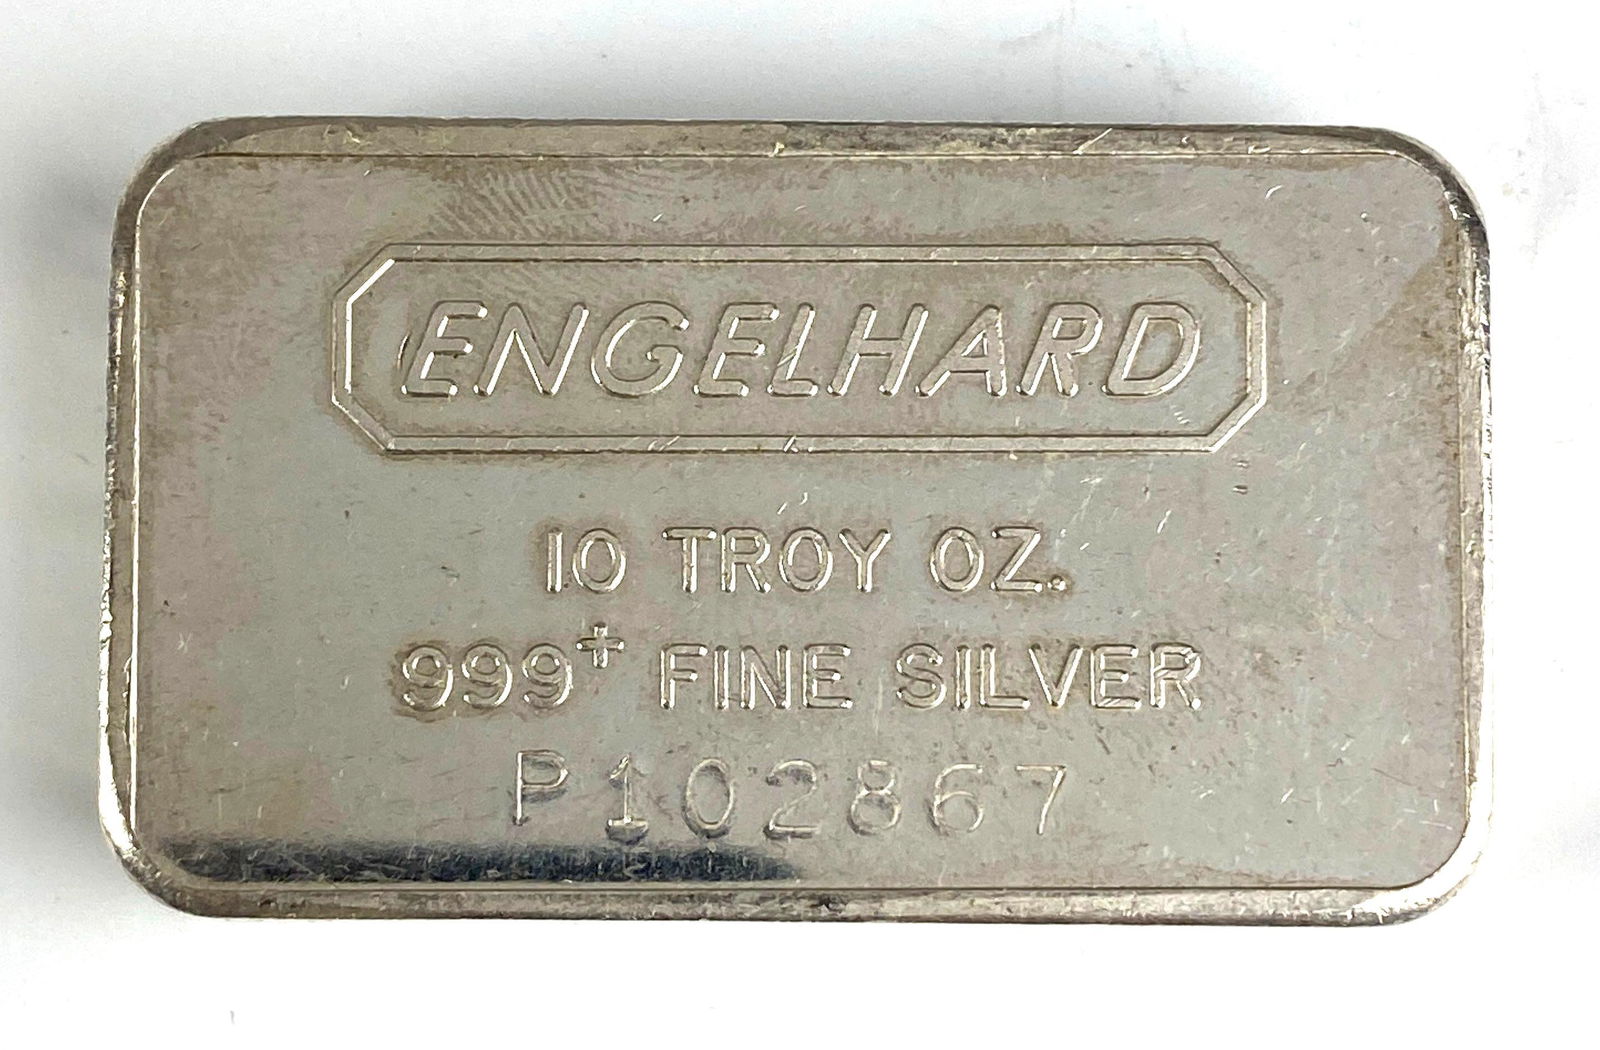 ENGELHARD
10 TROY OZ.
999+ FINE SILVER
P102867